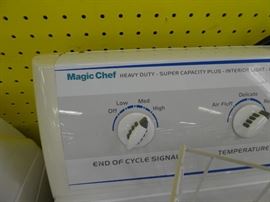 Magic Chef HEAVY DUTY - SUPER CAPACITY PLUS - INTERIOR LIGHT -
Low Med Delicate
Off High Air Fluff
END OF CYCLE SIGNAL TEMPERATURE